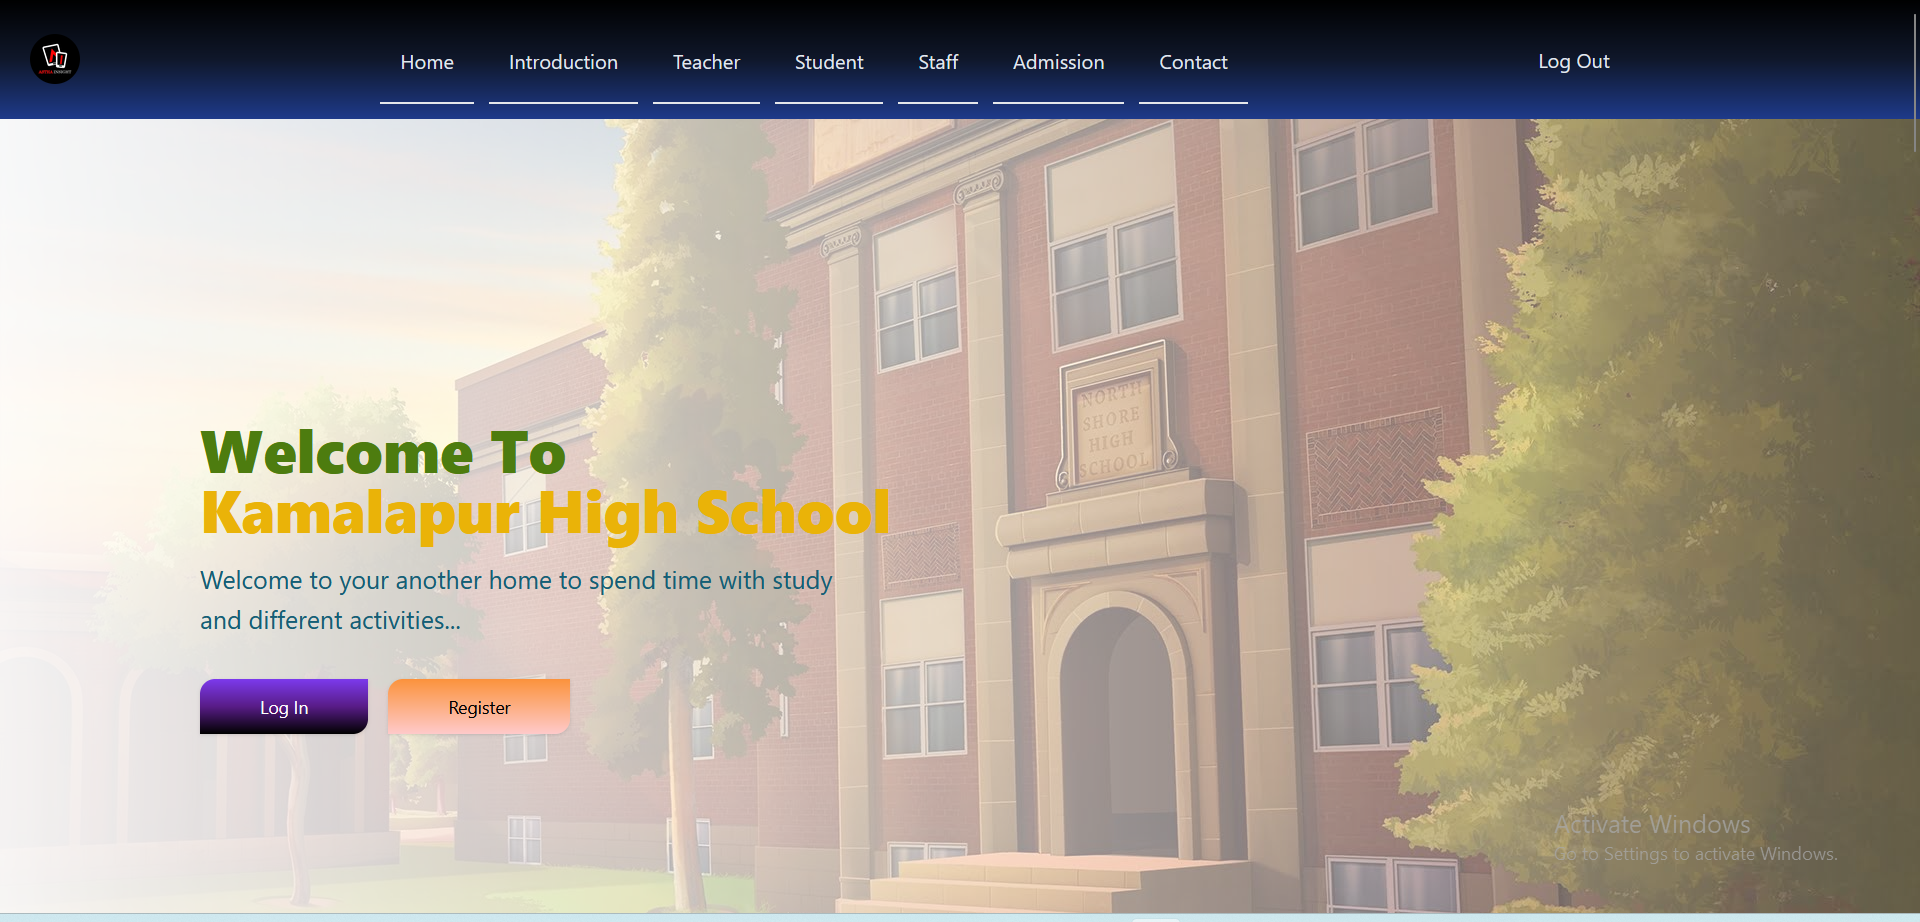 Home Introduction Teacher Student Staff Admission Contact Log Out
NORTH
SHORE
HIGH
SCHOOL
Welcome To
Kamalapur High School
Welcome to your another home to spend time with study
and different activities...
Log In Register
Activate Windows
Go to Settings to activate Windows.